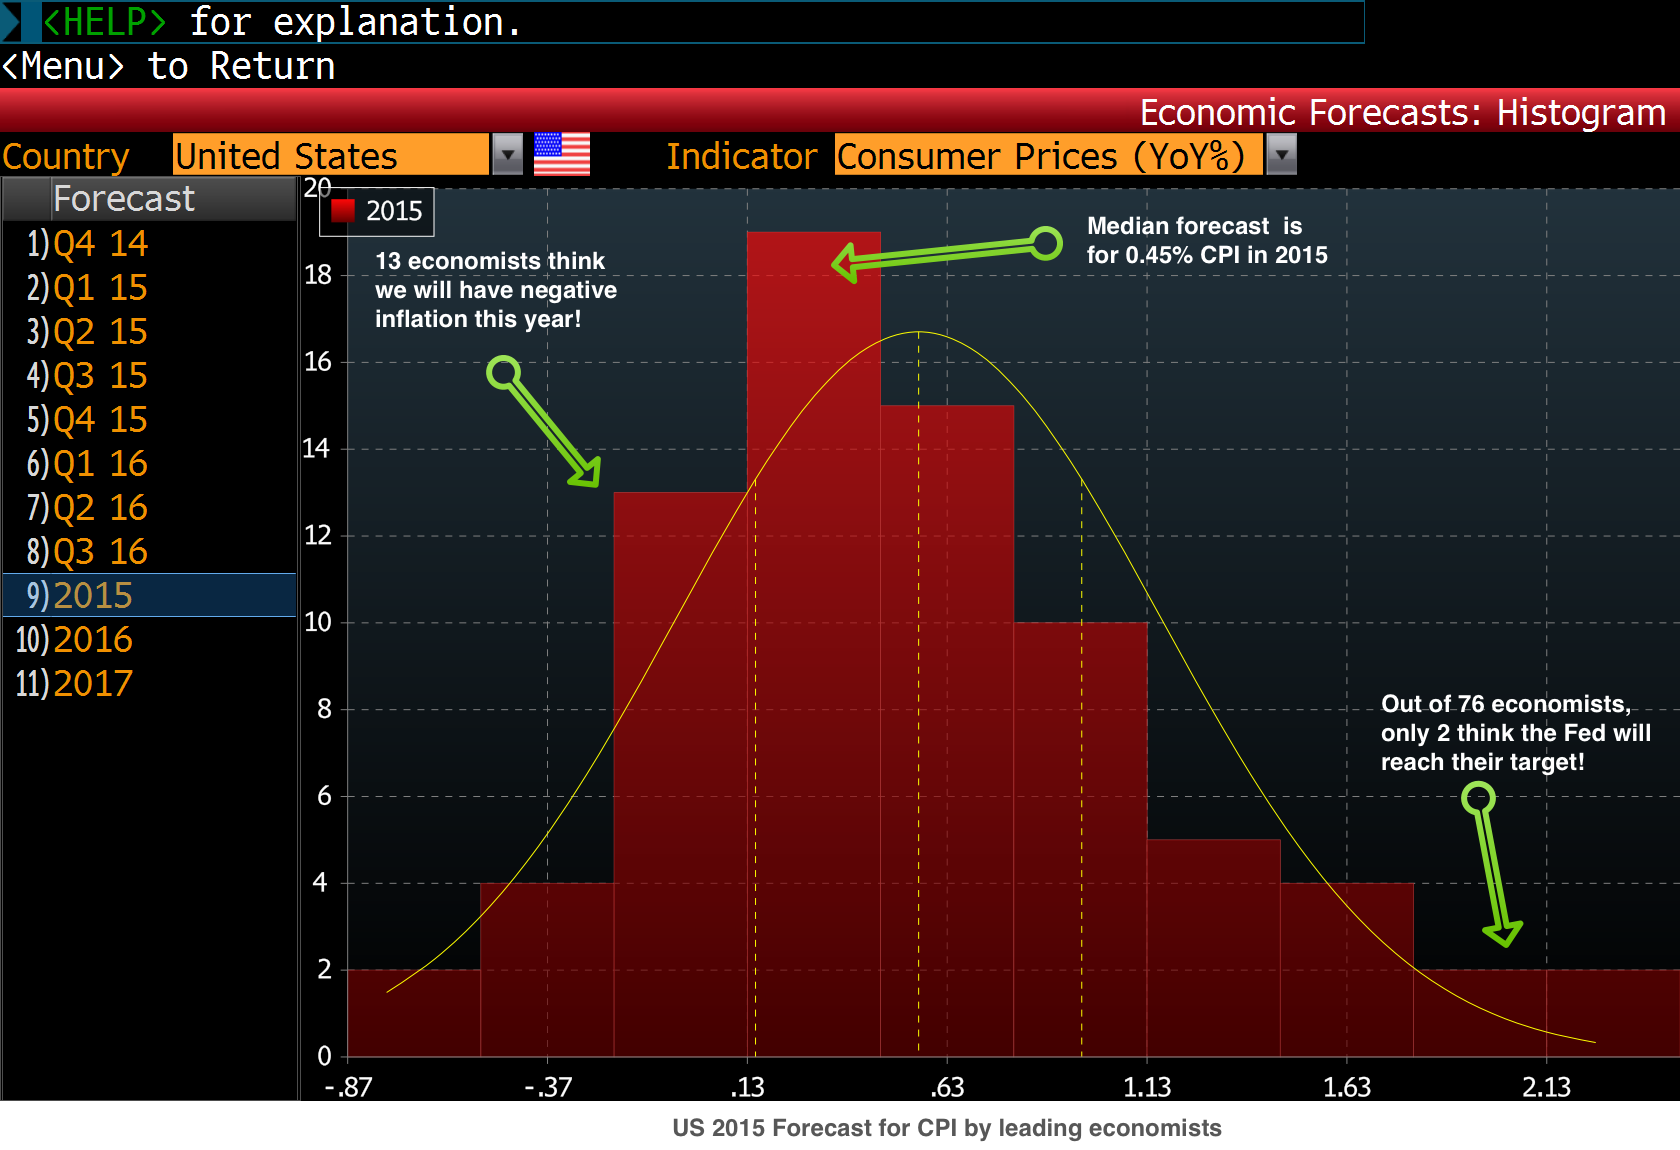 <HELP> for explanation.
<Menu> to Return
Economic Forecasts: Histogram
Country United States Indicator Consumer Prices (YoY%)
Forecast
1) Q4 14
2) Q1 15
3) Q2 15
4) Q3 15
5) Q4 15
6) Q1 16
7) Q2 16
8) Q3 16
9) 2015
10) 2016
11) 2017
2015
13 economists think
we will have negative
inflation this year!
Median forecast is
for 0.45% CPI in 2015
Out of 76 economists,
only 2 think the Fed will
reach their target!
20
18
16
14
12
10
8
6
4
2
0
-.87 -.37 .13 .63 1.13 1.63 2.13
US 2015 Forecast for CPI by leading economists